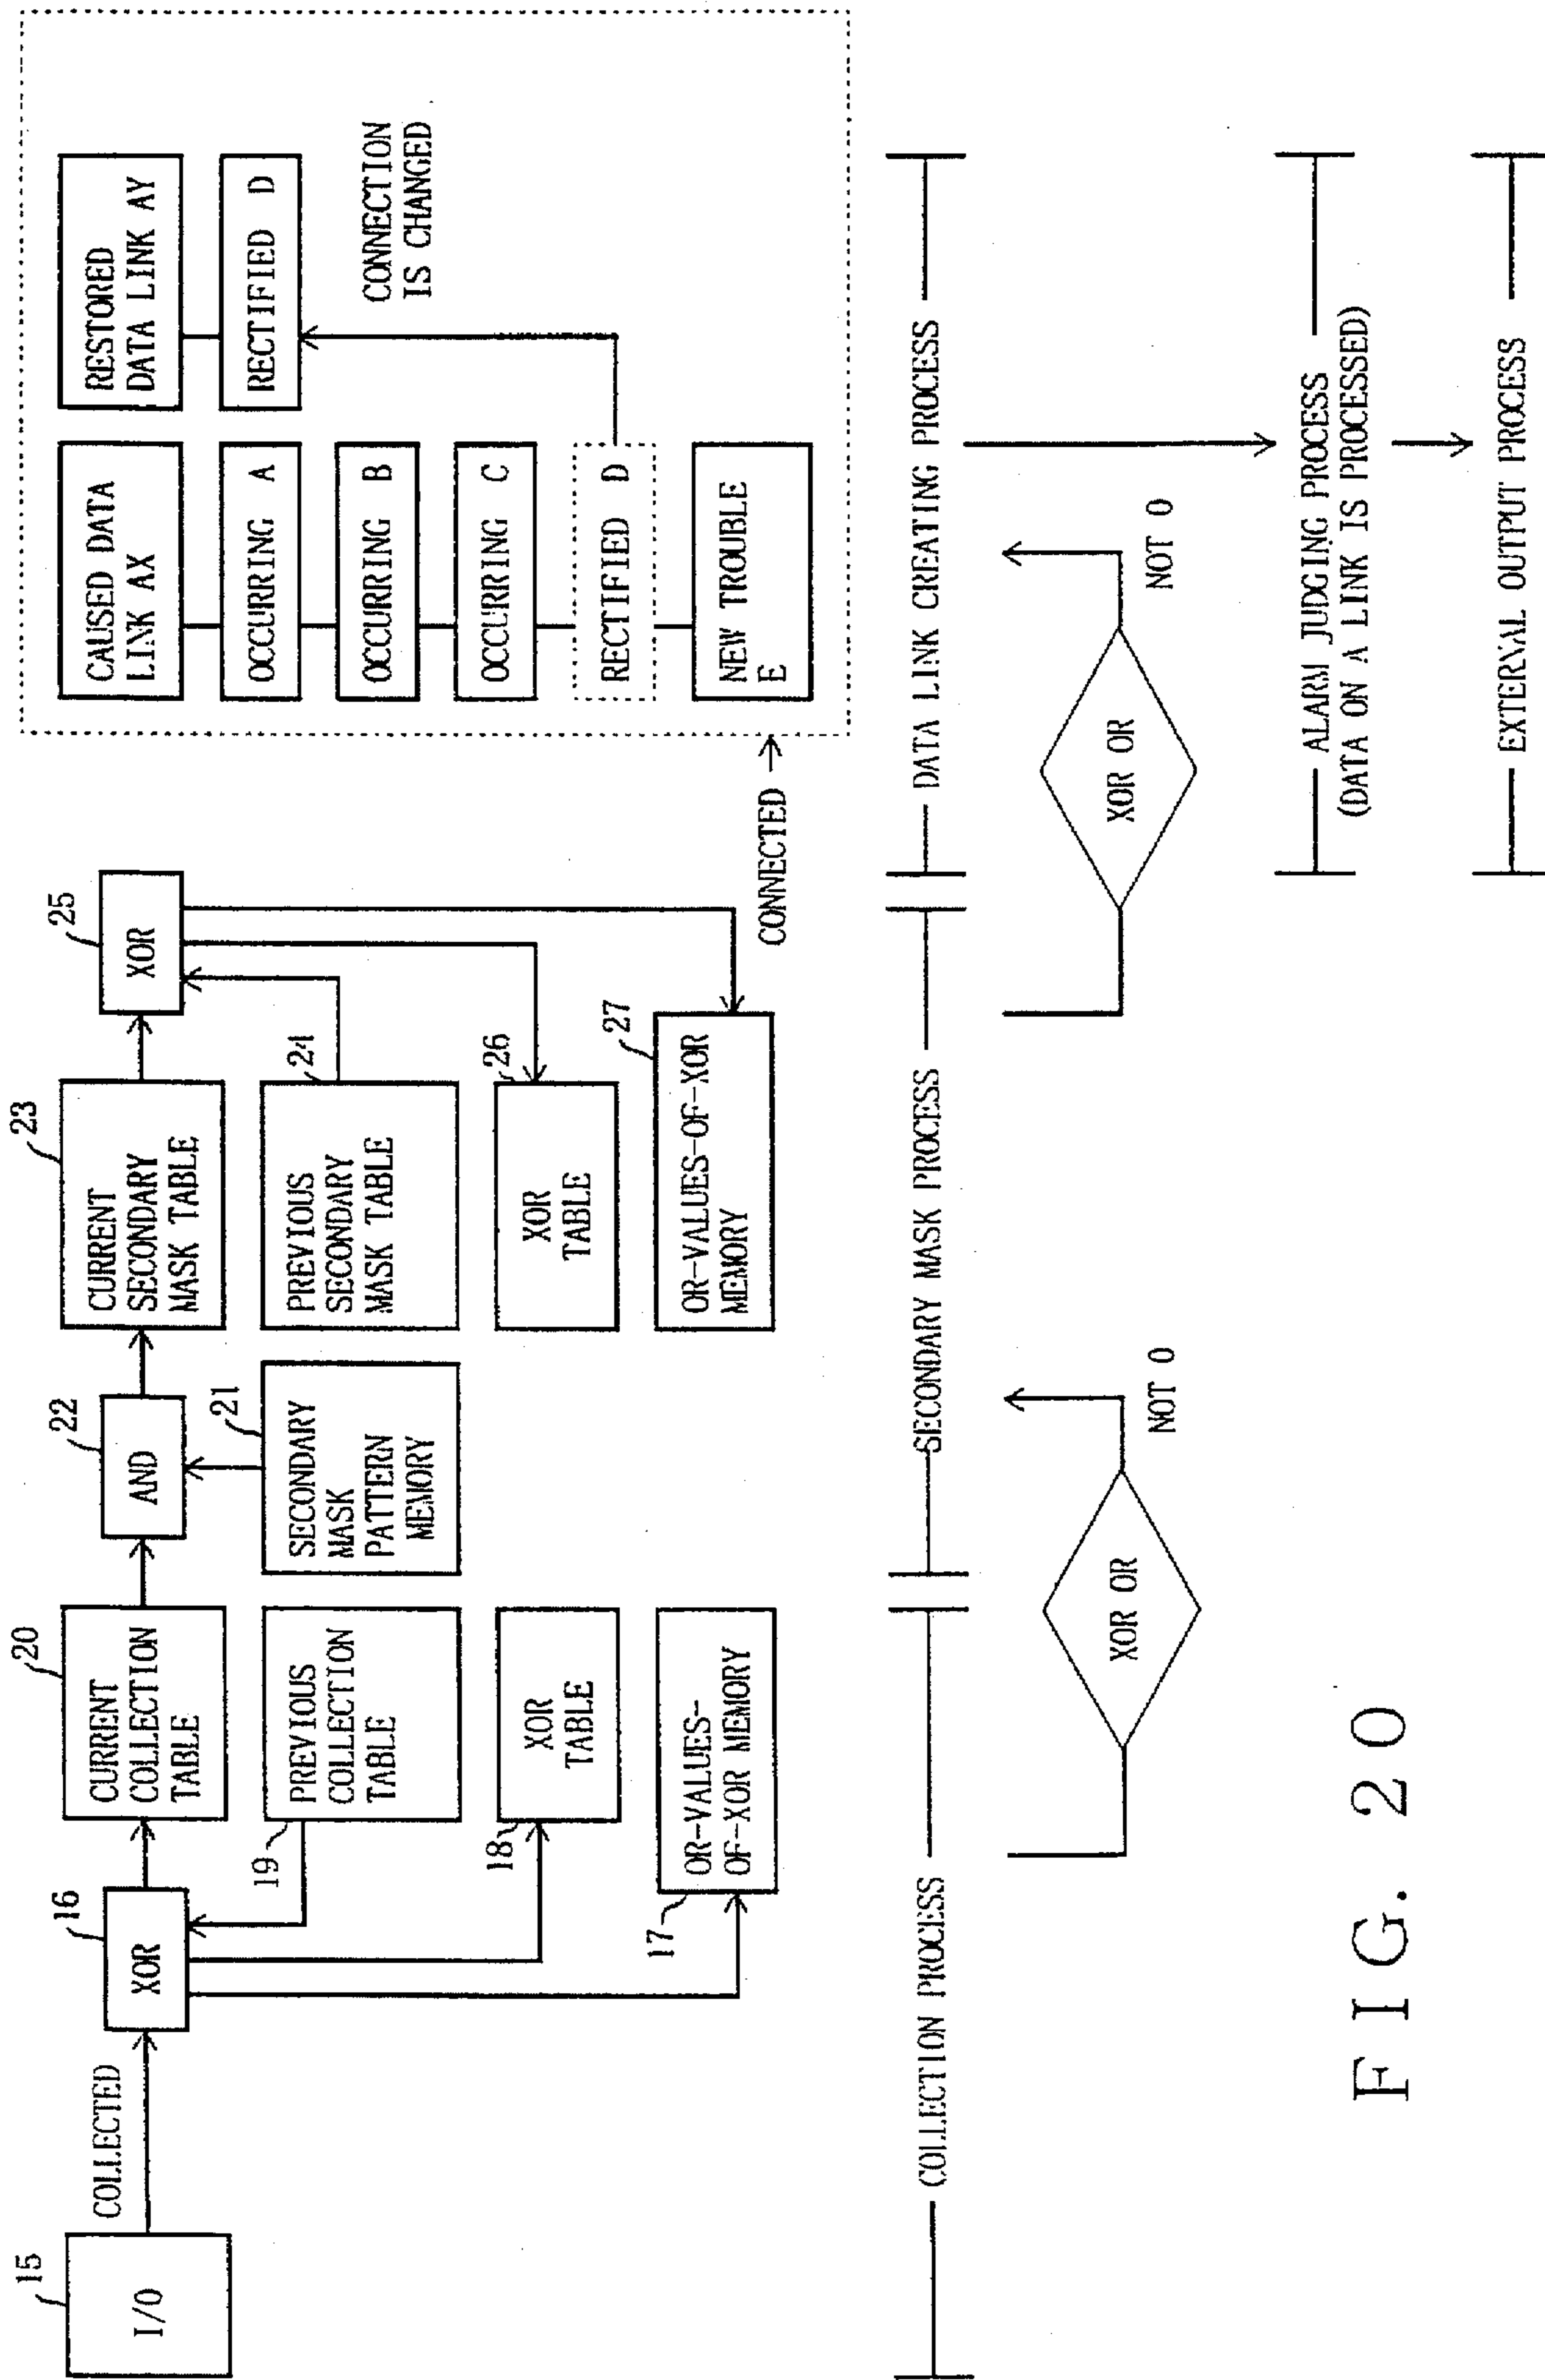 15
I/O
COLLECTED
16
XOR
20
CURRENT
COLLECTION
TABLE
19
PREVIOUS
COLLECTION
TABLE
18
XOR
TABLE
17
OR-VALUES-
OF-XOR MEMORY
22
AND
21
SECONDARY
MASK
PATTERN
MEMORY
23
CURRENT
SECONDARY
MASK TABLE
24
PREVIOUS
SECONDARY
MASK TABLE
25
XOR
26
XOR
TABLE
27
OR-VALUES-OF-XOR
MEMORY
CONNECTED
CAUSED DATA
LINK AX
OCCURRING A
OCCURRING B
OCCURRING C
RECTIFIED D
NEW TROUBLE
E
RESTORED
DATA LINK AY
RECTIFIED D
CONNECTION
IS CHANGED
COLLECTION PROCESS
SECONDARY MASK PROCESS
DATA LINK CREATING PROCESS
XOR OR
NOT 0
XOR OR
NOT 0
ALARM JUDGING PROCESS
(DATA ON A LINK IS PROCESSED)
EXTERNAL OUTPUT PROCESS
FIG. 20